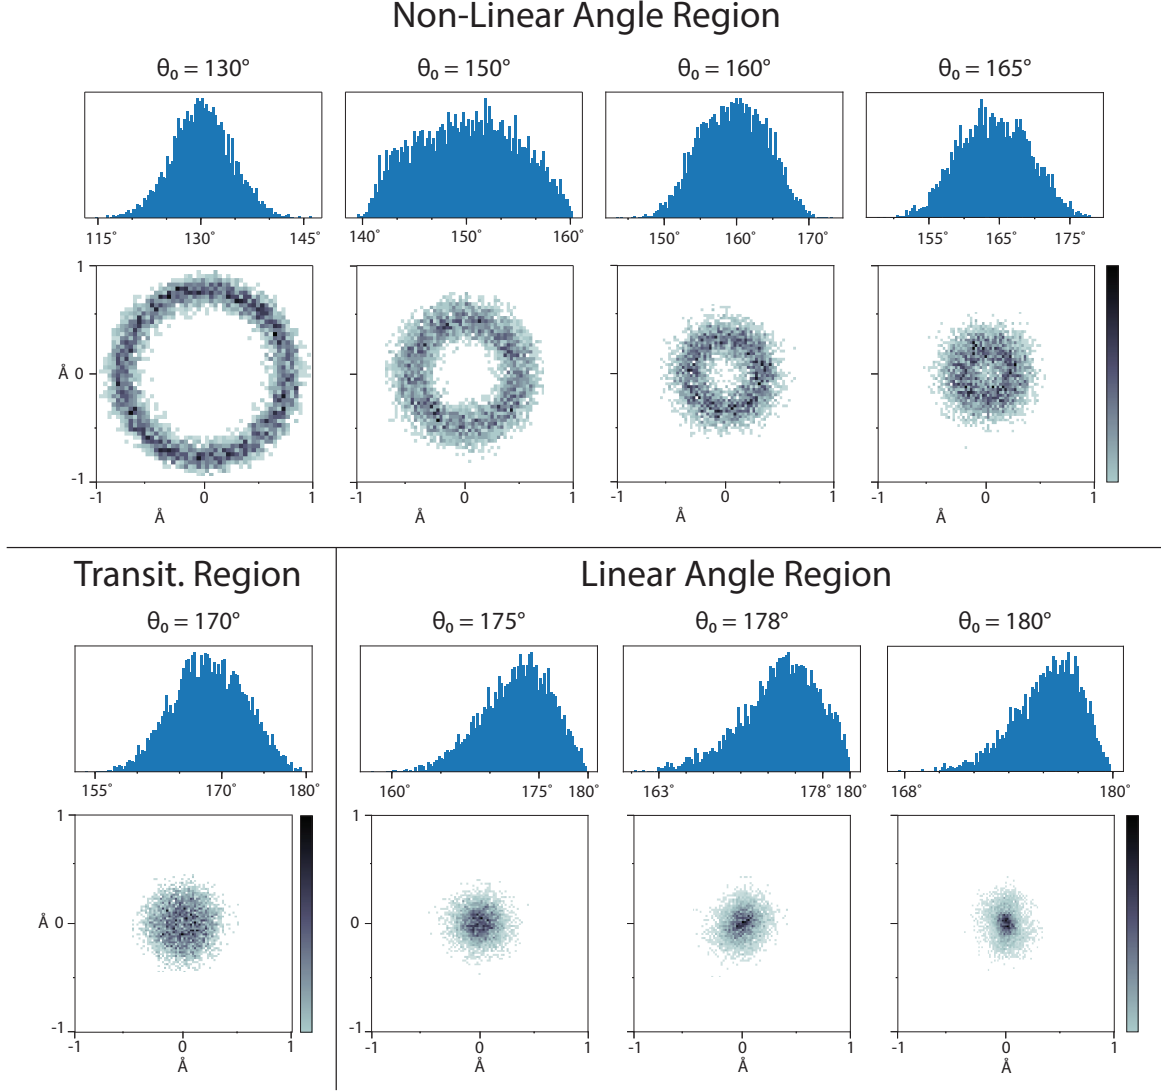 Non-Linear Angle Region
θ₀ = 130° θ₀ = 150° θ₀ = 160° θ₀ = 165°
115° 130° 145° 140° 150° 160° 150° 160° 170° 155° 165° 175°
1
Å 0
-1
-1 0 1 -1 0 1 -1 0 1 -1 0 1
Å Å Å Å
Transit. Region Linear Angle Region
θ₀ = 170° θ₀ = 175° θ₀ = 178° θ₀ = 180°
155° 170° 180° 160° 175° 180° 163° 178° 180° 168° 180°
1 1
Å 0 0
-1 -1
-1 0 1 -1 0 1 -1 0 1 -1 0 1
Å Å Å Å